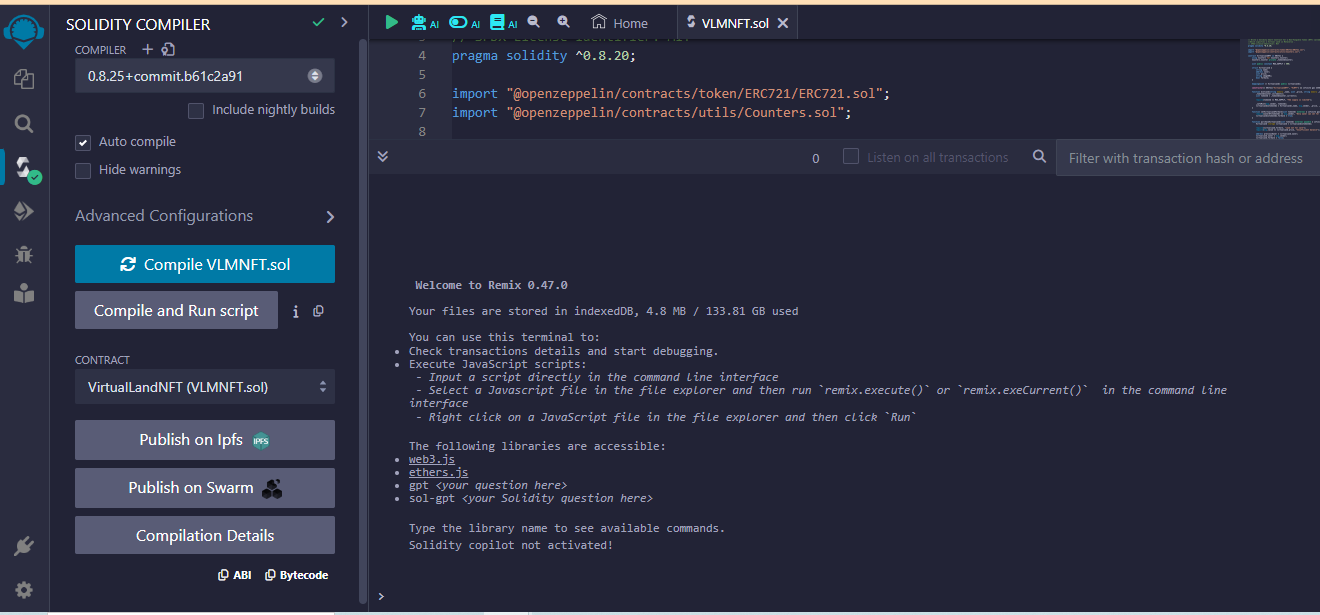 SOLIDITY COMPILER
COMPILER
0.8.25+commit.b61c2a91
Include nightly builds
Auto compile
Hide warnings
Advanced Configurations
Compile VLMNFT.sol
Compile and Run script
CONTRACT
VirtualLandNFT (VLMNFT.sol)
Publish on Ipfs IPFS
Publish on Swarm
Compilation Details
ABI Bytecode
AI AI AI Home VLMNFT.sol
4 pragma solidity ^0.8.20;
5
6 import "@openzeppelin/contracts/token/ERC721/ERC721.sol";
7 import "@openzeppelin/contracts/utils/Counters.sol";
8
0 Listen on all transactions Filter with transaction hash or address
Welcome to Remix 0.47.0
Your files are stored in indexedDB, 4.8 MB / 133.81 GB used
You can use this terminal to:
• Check transactions details and start debugging.
• Execute JavaScript scripts:
- Input a script directly in the command line interface
- Select a Javascript file in the file explorer and then run `remix.execute()` or `remix.exeCurrent()` in the command line
interface
- Right click on a JavaScript file in the file explorer and then click `Run`
The following libraries are accessible:
• web3.js
• ethers.js
• gpt <your question here>
• sol-gpt <your Solidity question here>
Type the library name to see available commands.
Solidity copilot not activated!
>